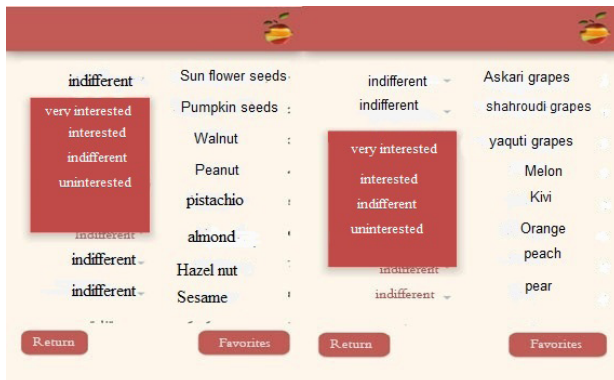 indifferent Sun flower seeds
Pumpkin seeds
very interested
interested
indifferent
uninterested
Walnut
Peanut
pistachio
indifferent almond
indifferent Hazel nut
indifferent Sesame
Return Favorites
indifferent Askari grapes
indifferent shahroudi grapes
very interested
interested
indifferent
uninterested
yaquti grapes
Melon
Kivi
Orange
indifferent peach
indifferent pear
Return Favorites